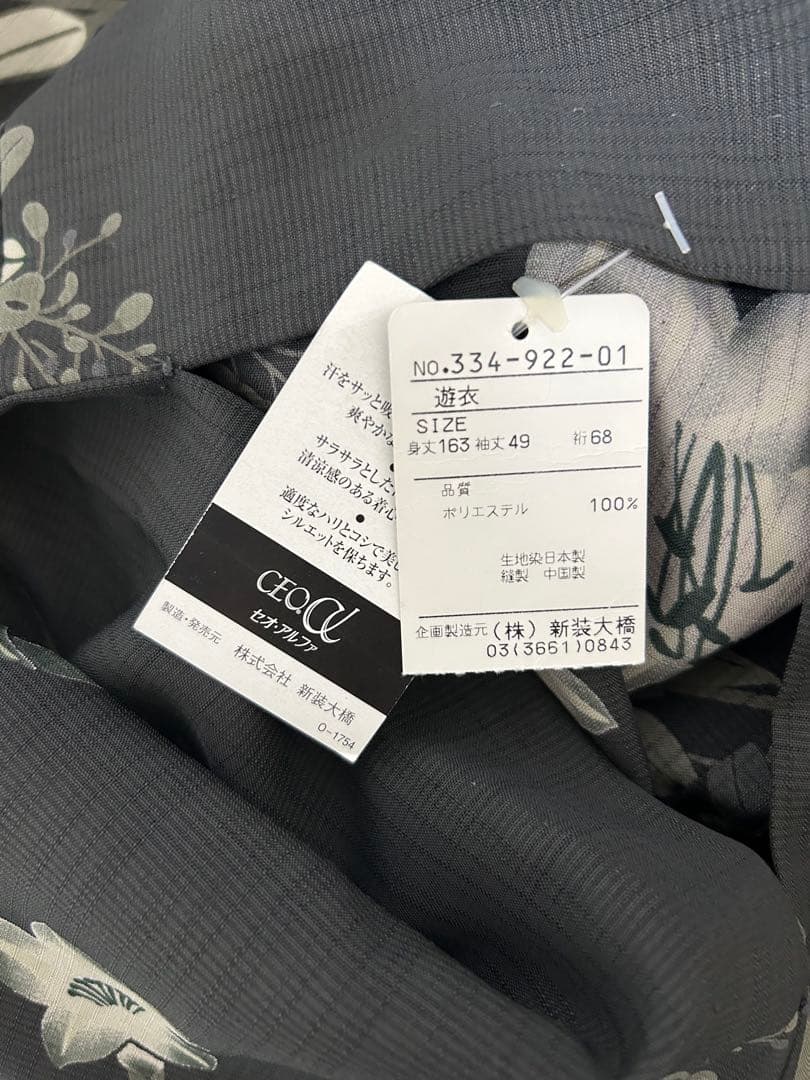 汗をサッと吸
爽やかな
サラサラとした
清涼感のある着心
適度なハリとコシで美し
シルエットを保ちます。
CEO.α
セオ・アルファ
製造・発売元 株式会社 新装大橋
O-1754
NO.334-922-01
遊衣
SIZE
身丈163 袖丈49 裄68
品質
ポリエステル 100%
生地染日本製
縫製 中国製
企画製造元 (株) 新装大橋
03(3661)0843